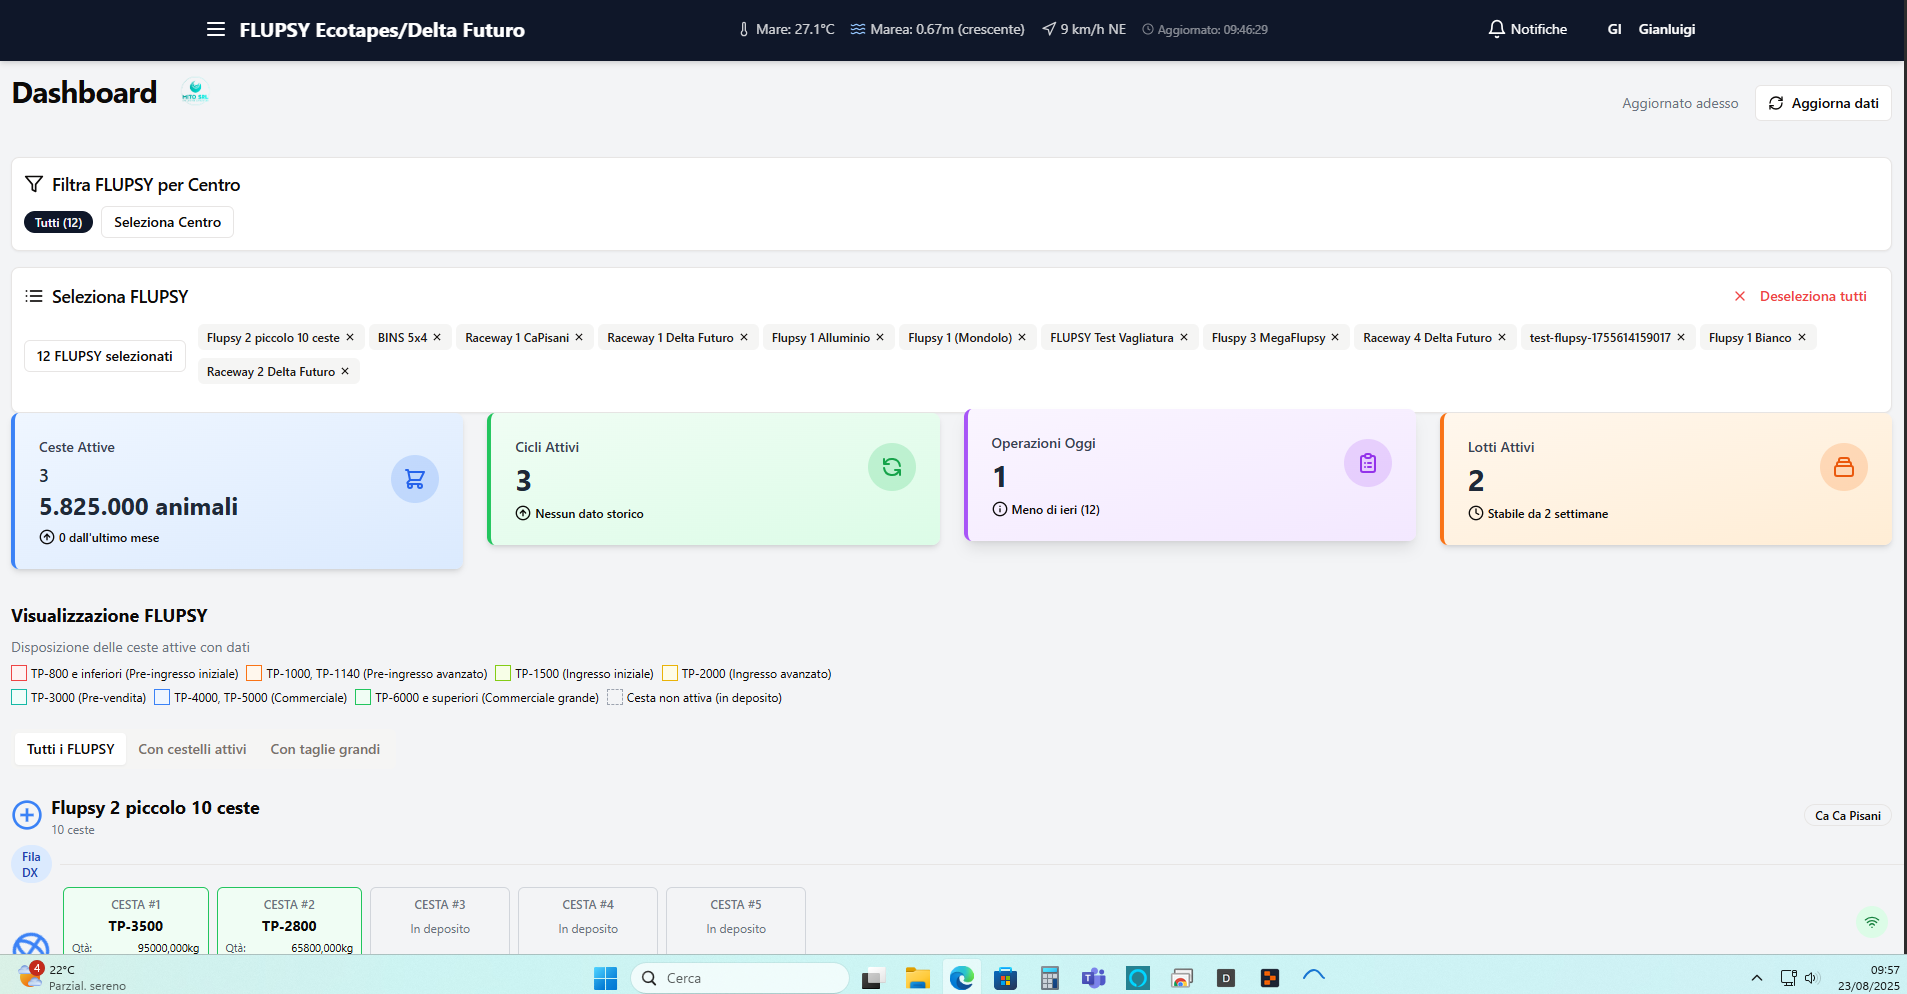 FLUPSY Ecotapes/Delta Futuro
Mare: 27.1°C
Marea: 0.67m (crescente)
9 km/h NE
Aggiornato: 09:46:29
Notifiche
GI
Gianluigi
Dashboard
MITO SRL
Aggiornato adesso
Aggiorna dati
Filtra FLUPSY per Centro
Tutti (12)
Seleziona Centro
Seleziona FLUPSY
Deseleziona tutti
12 FLUPSY selezionati
Flupsy 2 piccolo 10 ceste ✕
BINS 5x4 ✕
Raceway 1 CaPisani ✕
Raceway 1 Delta Futuro ✕
Flupsy 1 Alluminio ✕
Flupsy 1 (Mondolo) ✕
FLUPSY Test Vagliatura ✕
Fluspy 3 MegaFlupsy ✕
Raceway 4 Delta Futuro ✕
test-flupsy-1755614159017 ✕
Flupsy 1 Bianco ✕
Raceway 2 Delta Futuro ✕
Ceste Attive
3
5.825.000 animali
0 dall'ultimo mese
Cicli Attivi
3
Nessun dato storico
Operazioni Oggi
1
Meno di ieri (12)
Lotti Attivi
2
Stabile da 2 settimane
Visualizzazione FLUPSY
Disposizione delle ceste attive con dati
TP-800 e inferiori (Pre-ingresso iniziale)
TP-1000, TP-1140 (Pre-ingresso avanzato)
TP-1500 (Ingresso iniziale)
TP-2000 (Ingresso avanzato)
TP-3000 (Pre-vendita)
TP-4000, TP-5000 (Commerciale)
TP-6000 e superiori (Commerciale grande)
Cesta non attiva (in deposito)
Tutti i FLUPSY
Con cestelli attivi
Con taglie grandi
Flupsy 2 piccolo 10 ceste
10 ceste
Ca Ca Pisani
Fila
DX
CESTA #1
TP-3500
Qtà: 95000,000kg
CESTA #2
TP-2800
Qtà: 65800,000kg
CESTA #3
In deposito
CESTA #4
In deposito
CESTA #5
In deposito
4
22°C
Parzial. sereno
Cerca
D
09:57
23/08/2025